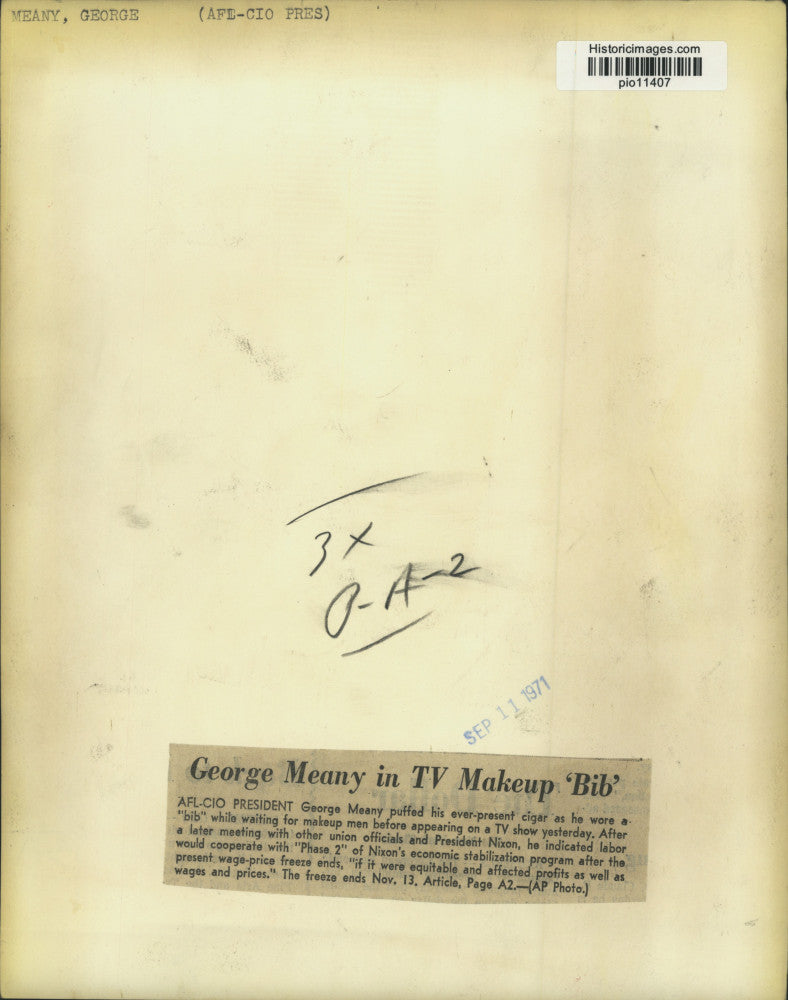 MEANY, GEORGE (AFL-CIO PRES)
Historicimages.com
pio11407
3X
P-A-2
SEP 11 1971
George Meany in TV Makeup ‘Bib’
AFL-CIO PRESIDENT George Meany puffed his ever-present cigar as he wore a
"bib" while waiting for makeup men before appearing on a TV show yesterday. After
a later meeting with other union officials and President Nixon, he indicated labor
would cooperate with "Phase 2" of Nixon's economic stabilization program after the
present wage-price freeze ends, "if it were equitable and affected profits as well as
wages and prices." The freeze ends Nov. 13. Article, Page A2.—(AP Photo.)